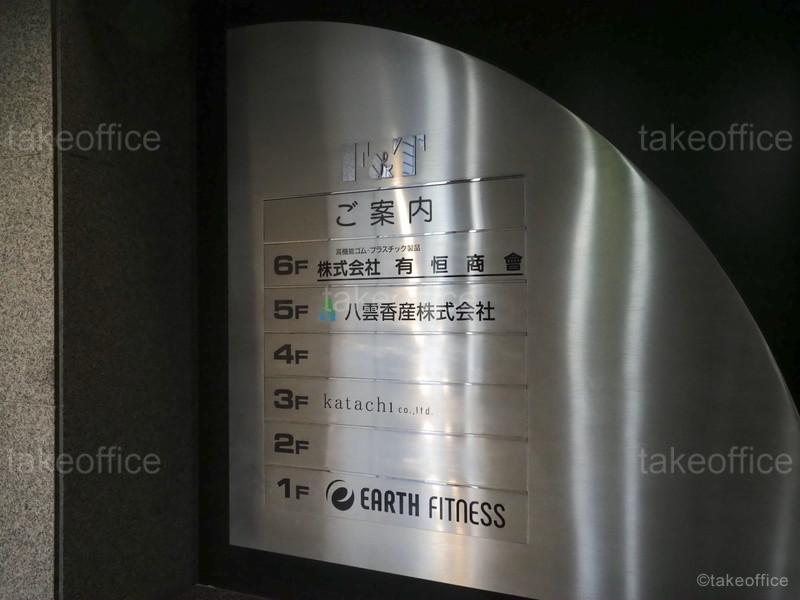 ご案内
高機能ゴム・プラスチック製品
6F 株式会社 有恒商會
5F 八雲香産株式会社
4F
3F katachi co.,ltd.
2F
1F EARTH FITNESS
takeoffice takeoffice
takeoffice
takeoffice takeoffice
©takeoffice